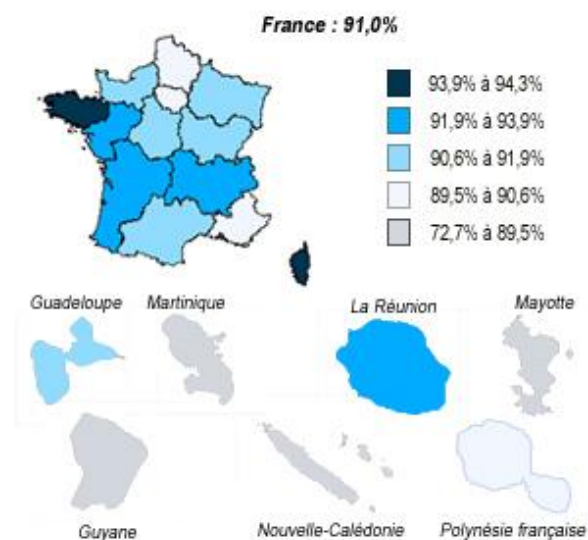 France : 91,0%
93,9% à 94,3%
91,9% à 93,9%
90,6% à 91,9%
89,5% à 90,6%
72,7% à 89,5%
Guadeloupe
Martinique
La Réunion
Mayotte
Guyane
Nouvelle-Calédonie
Polynésie française